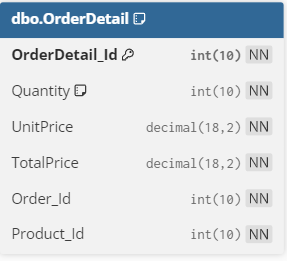 dbo.OrderDetail
OrderDetail_Id int(10) NN
Quantity int(10) NN
UnitPrice decimal(18,2) NN
TotalPrice decimal(18,2) NN
Order_Id int(10) NN
Product_Id int(10) NN